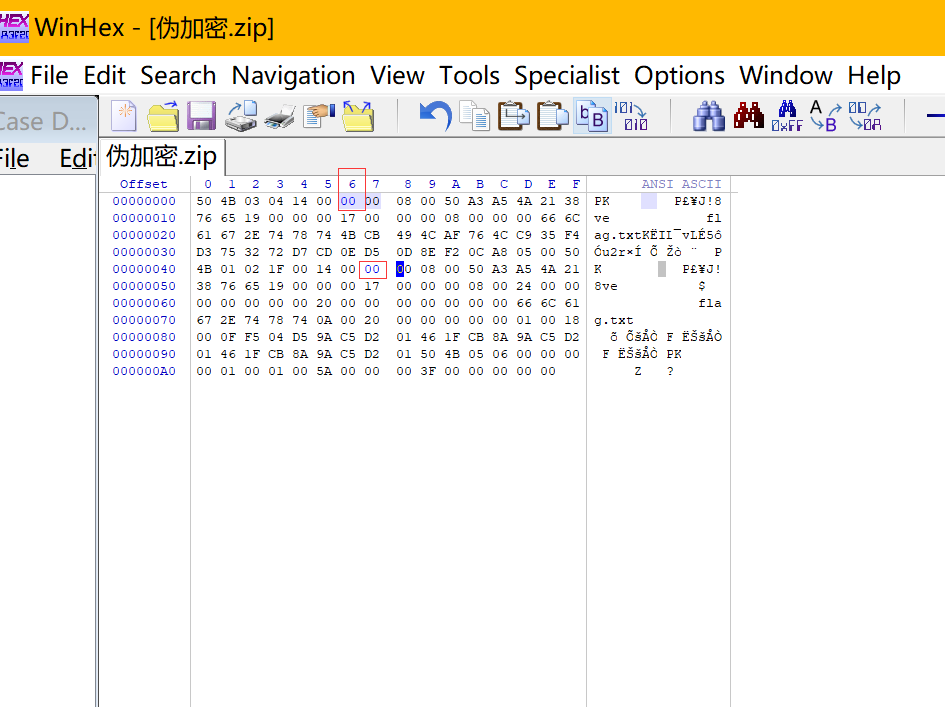 WinHex - [伪加密.zip]
File Edit Search Navigation View Tools Specialist Options Window Help
Case D...
File Edi
伪加密.zip
Offset 0 1 2 3 4 5 6 7 8 9 A B C D E F ANSI ASCII
00000000 50 4B 03 04 14 00 00 00 08 00 50 A3 A5 4A 21 38 PK P£¥J!8
00000010 76 65 19 00 00 00 17 00 00 00 08 00 00 00 66 6C ve fl
00000020 61 67 2E 74 78 74 4B CB 49 4C AF 76 4C C9 35 F4 ag.txtKËIL¯vLÉ5ô
00000030 D3 75 32 72 D7 CD 0E D5 0D 8E F2 0C A8 05 00 50 Óu2r×Í Õ Žò ¨ P
00000040 4B 01 02 1F 00 14 00 00 00 08 00 50 A3 A5 4A 21 K P£¥J!
00000050 38 76 65 19 00 00 00 17 00 00 00 08 00 24 00 00 8ve $
00000060 00 00 00 00 00 20 00 00 00 00 00 00 00 66 6C 61 fla
00000070 67 2E 74 78 74 0A 00 20 00 00 00 00 00 01 00 18 g.txt
00000080 00 0F F5 04 D5 9A C5 D2 01 46 1F CB 8A 9A C5 D2 õ ÕšÅÒ F ËŠšÅÒ
00000090 01 46 1F CB 8A 9A C5 D2 01 50 4B 05 06 00 00 00 F ËŠšÅÒ PK
000000A0 00 01 00 01 00 5A 00 00 00 3F 00 00 00 00 00 Z ?